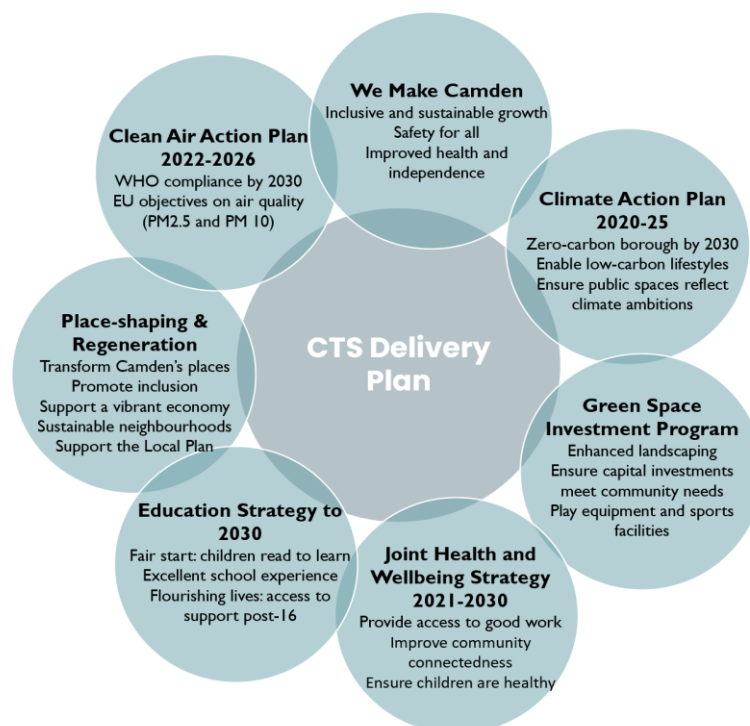 We Make Camden
Inclusive and sustainable growth
Safety for all
Improved health and
independence
Clean Air Action Plan
2022-2026
WHO compliance by 2030
EU objectives on air quality
(PM2.5 and PM 10)
Climate Action Plan
2020-25
Zero-carbon borough by 2030
Enable low-carbon lifestyles
Ensure public spaces reflect
climate ambitions
Place-shaping &
Regeneration
Transform Camden's places
Promote inclusion
Support a vibrant economy
Sustainable neighbourhoods
Support the Local Plan
CTS Delivery
Plan
Green Space
Investment Program
Enhanced landscaping
Ensure capital investments
meet community needs
Play equipment and sports
facilities
Education Strategy to
2030
Fair start: children read to learn
Excellent school experience
Flourishing lives: access to
support post-16
Joint Health and
Wellbeing Strategy
2021-2030
Provide access to good work
Improve community
connectedness
Ensure children are healthy